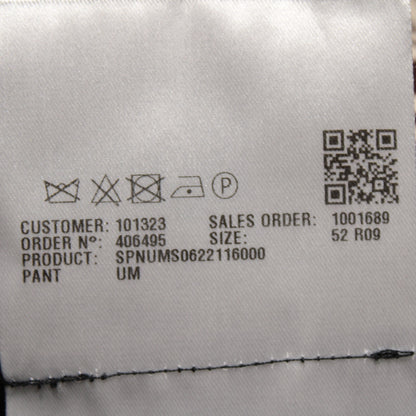 P
CUSTOMER: 101323 SALES ORDER: 1001689
ORDER Nº: 406495 SIZE: 52 R09
PRODUCT: SPNUMS0622116000
PANT UM